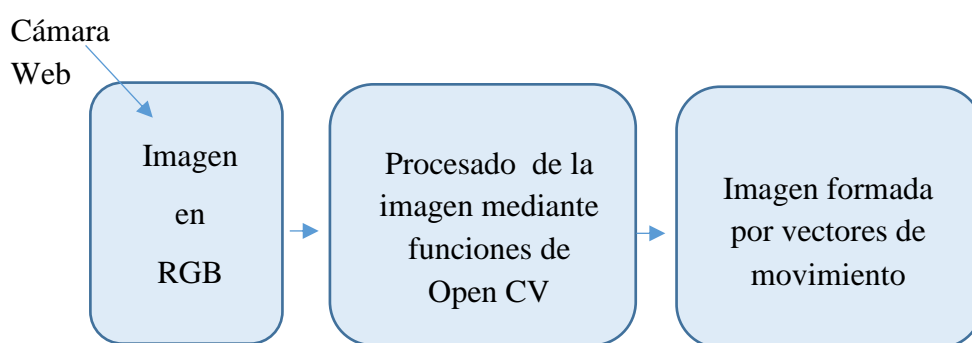 Cámara
Web
Imagen
en
RGB
Procesado de la
imagen mediante
funciones de
Open CV
Imagen formada
por vectores de
movimiento